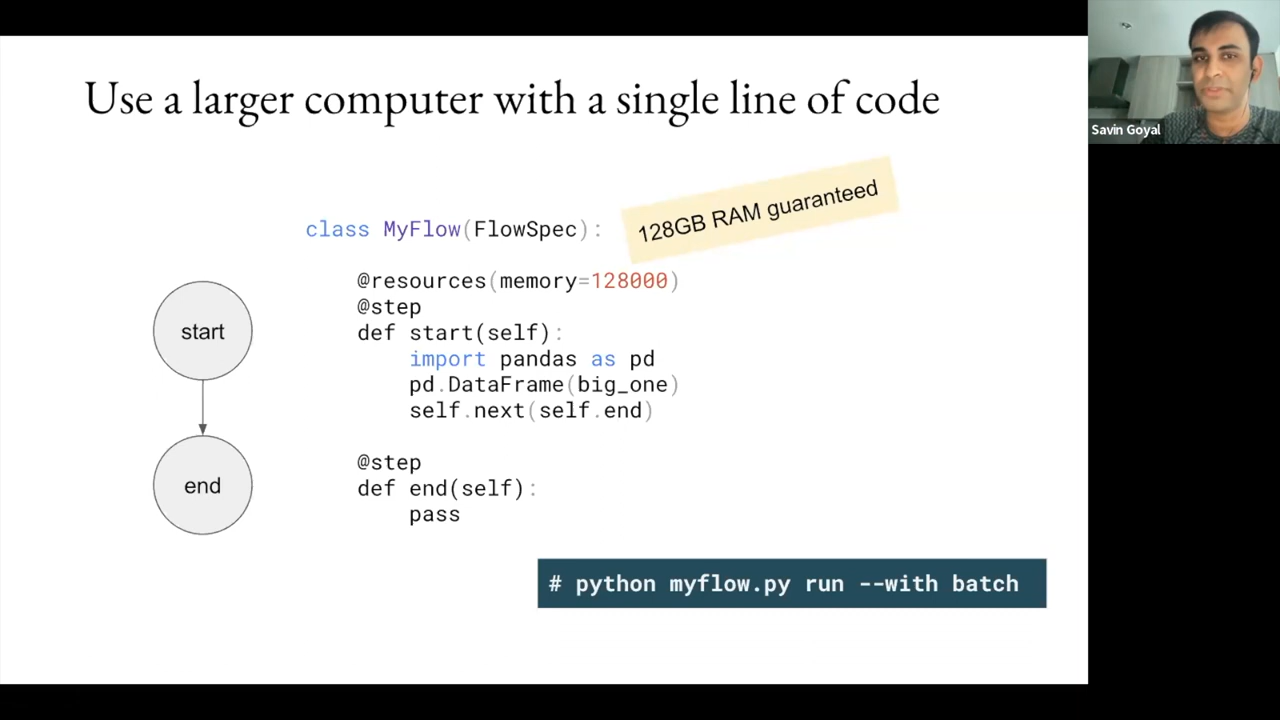 Use a larger computer with a single line of code
Savin Goyal
128GB RAM guaranteed
class MyFlow(FlowSpec):
@resources(memory=128000)
@step
def start(self):
import pandas as pd
pd.DataFrame(big_one)
self.next(self.end)
@step
def end(self):
pass
start
end
# python myflow.py run --with batch